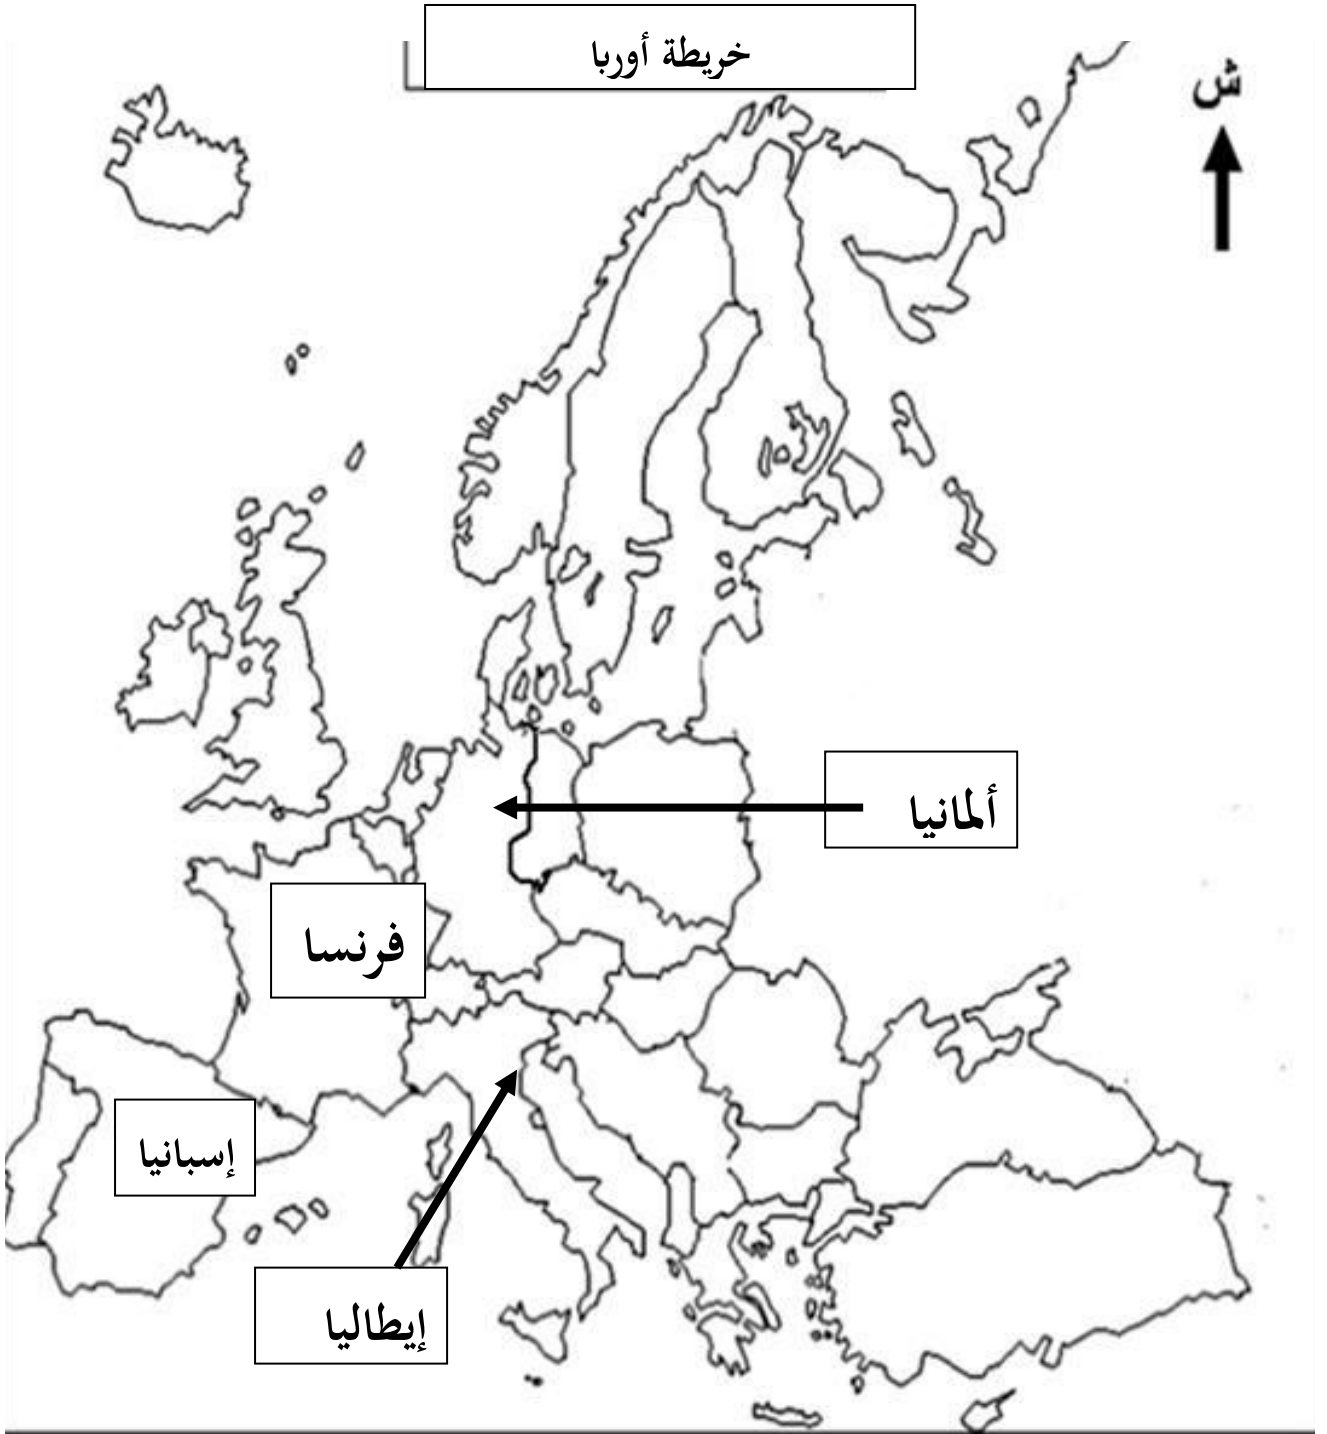 خريطة أوربا
ش
ألمانيا
فرنسا
إسبانيا
إيطاليا